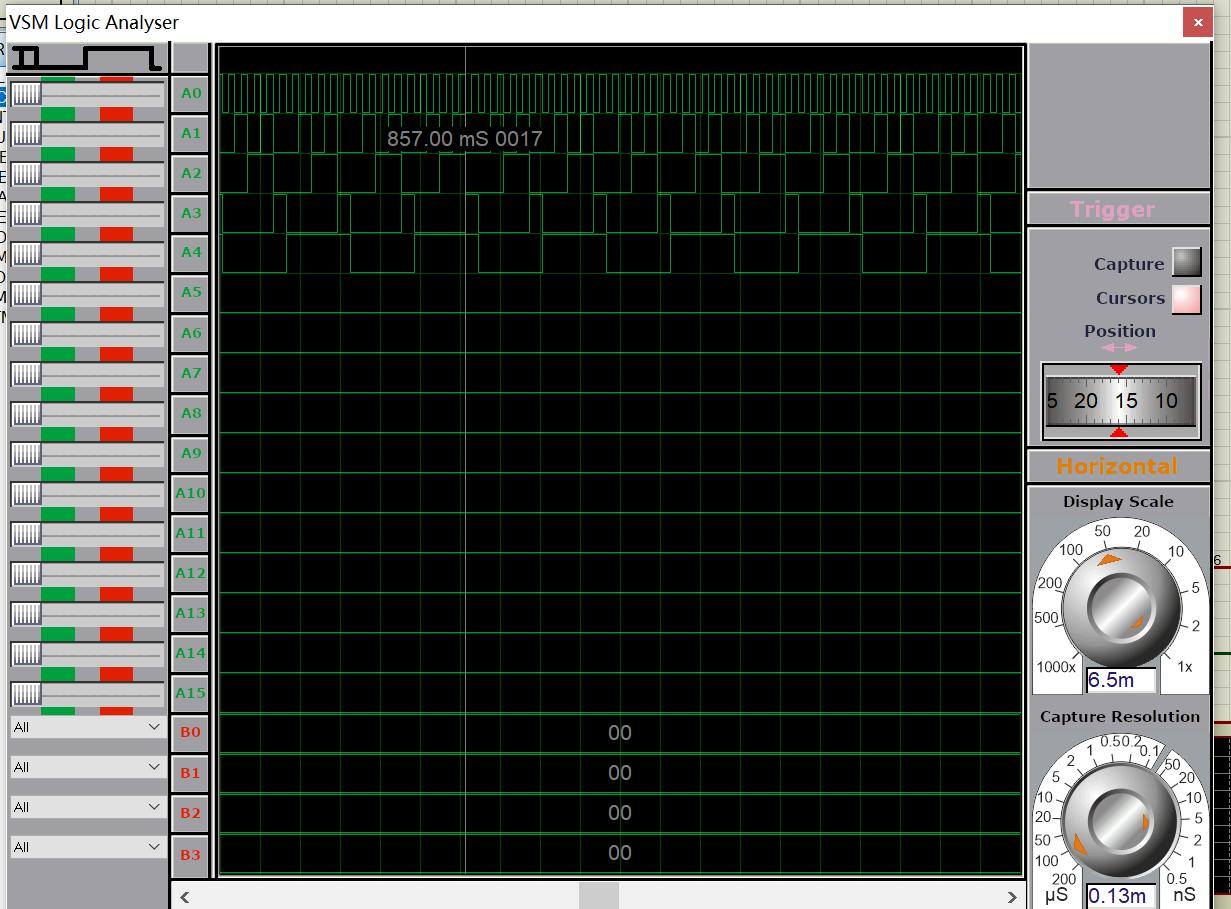 VSM Logic Analyser
A0
A1
857.00 mS 0017
A2
A3
A4
A5
A6
A7
A8
A9
A10
A11
A12
A13
A14
A15
All
B0
00
All
B1
00
All
B2
00
All
B3
00
Trigger
Capture
Cursors
Position
5 20 15 10
Horizontal
Display Scale
1000x 500 200 100 50 20 10 5 2 1x
6.5m
Capture Resolution
200 100 50 20 10 5 2 1 0.5 0.2 0.1 50 20 10 5 2 1 0.5
µS 0.13m nS
6